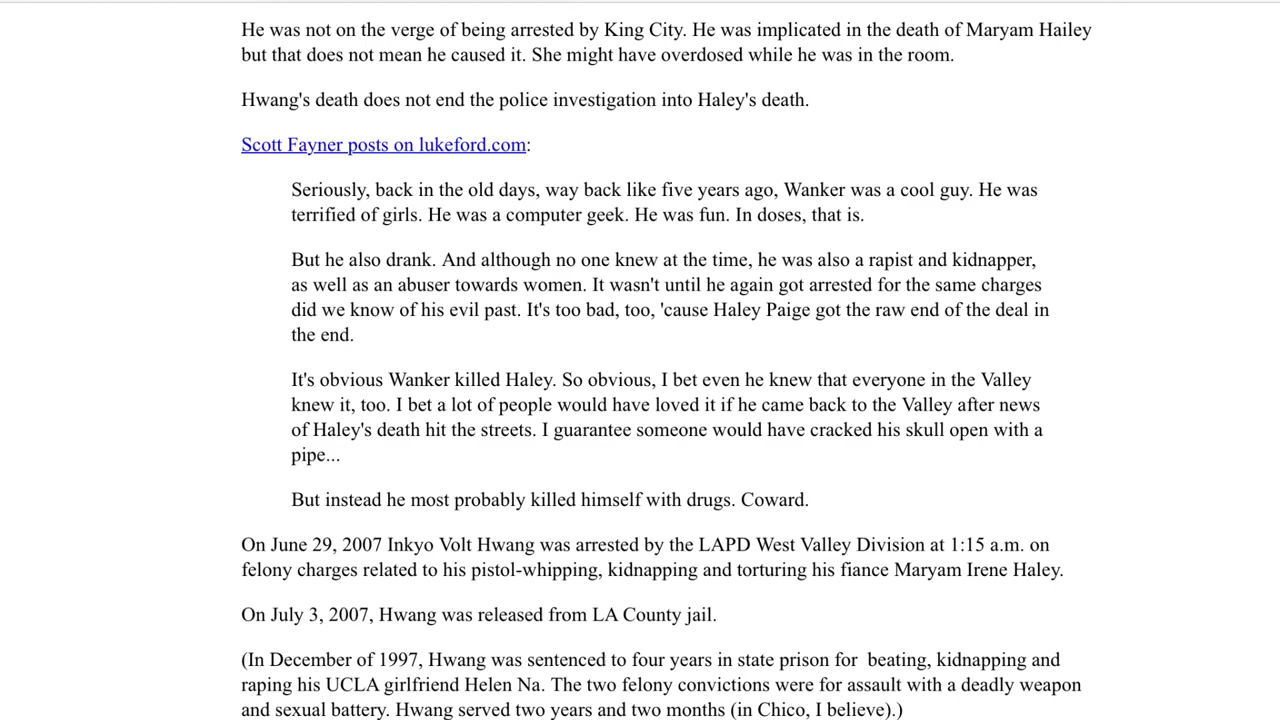 He was not on the verge of being arrested by King City. He was implicated in the death of Maryam Hailey
but that does not mean he caused it. She might have overdosed while he was in the room.
Hwang's death does not end the police investigation into Haley's death.
Scott Fayner posts on lukeford.com:
Seriously, back in the old days, way back like five years ago, Wanker was a cool guy. He was
terrified of girls. He was a computer geek. He was fun. In doses, that is.
But he also drank. And although no one knew at the time, he was also a rapist and kidnapper,
as well as an abuser towards women. It wasn't until he again got arrested for the same charges
did we know of his evil past. It's too bad, too, 'cause Haley Paige got the raw end of the deal in
the end.
It's obvious Wanker killed Haley. So obvious, I bet even he knew that everyone in the Valley
knew it, too. I bet a lot of people would have loved it if he came back to the Valley after news
of Haley's death hit the streets. I guarantee someone would have cracked his skull open with a
pipe...
But instead he most probably killed himself with drugs. Coward.
On June 29, 2007 Inkyo Volt Hwang was arrested by the LAPD West Valley Division at 1:15 a.m. on
felony charges related to his pistol-whipping, kidnapping and torturing his fiance Maryam Irene Haley.
On July 3, 2007, Hwang was released from LA County jail.
(In December of 1997, Hwang was sentenced to four years in state prison for  beating, kidnapping and
raping his UCLA girlfriend Helen Na. The two felony convictions were for assault with a deadly weapon
and sexual battery. Hwang served two years and two months (in Chico, I believe).)